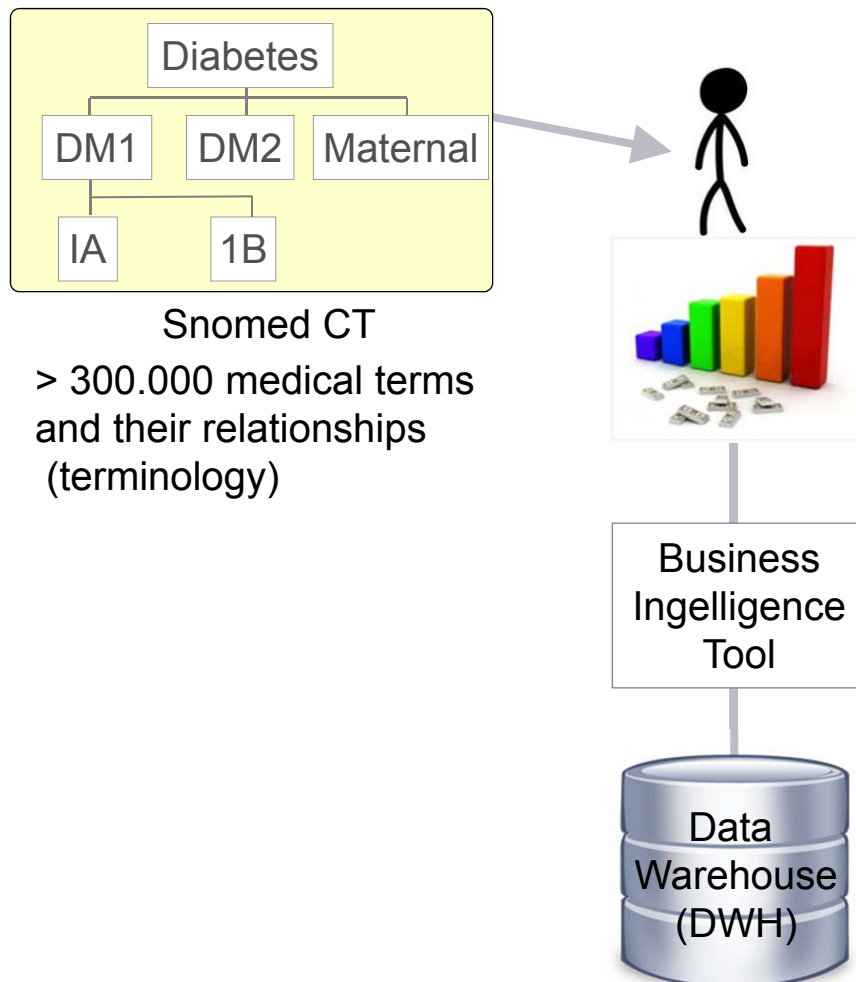 Diabetes
DM1
DM2
Maternal
IA
1B
Snomed CT
> 300.000 medical terms
and their relationships
(terminology)
Business
Ingelligence
Tool
Data
Warehouse
(DWH)